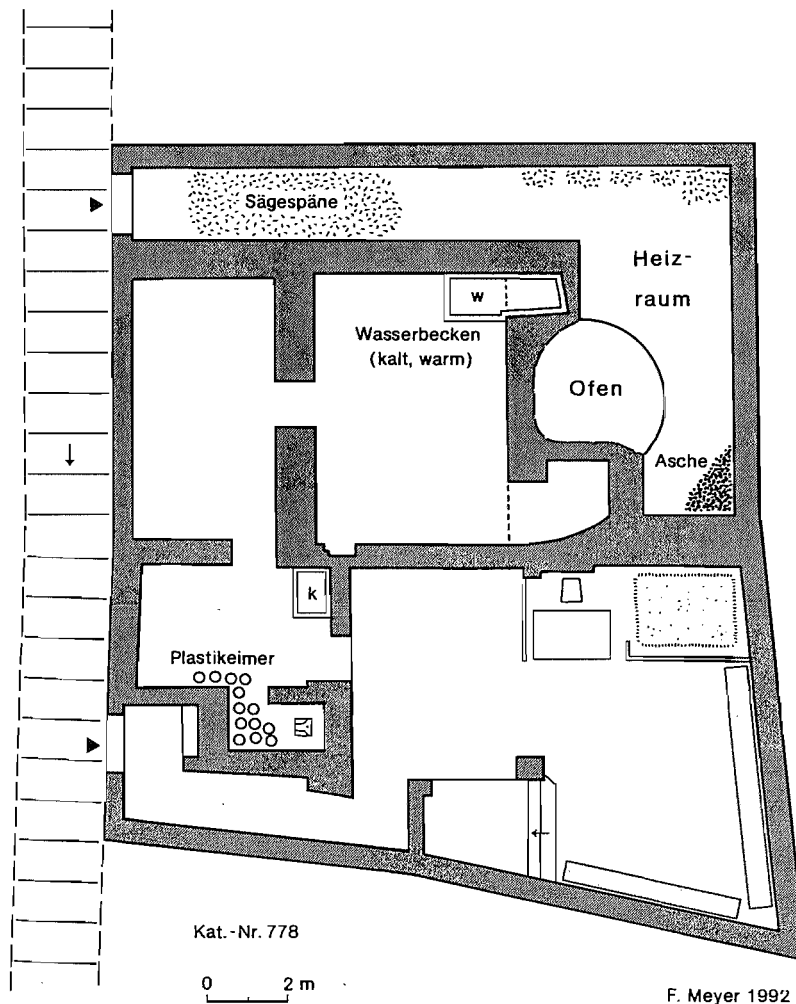 Sägespäne
Heiz-
raum
w
Wasserbecken
(kalt, warm)
Ofen
Asche
k
Plastikeimer
Kat.-Nr. 778
0 2 m
F. Meyer 1992